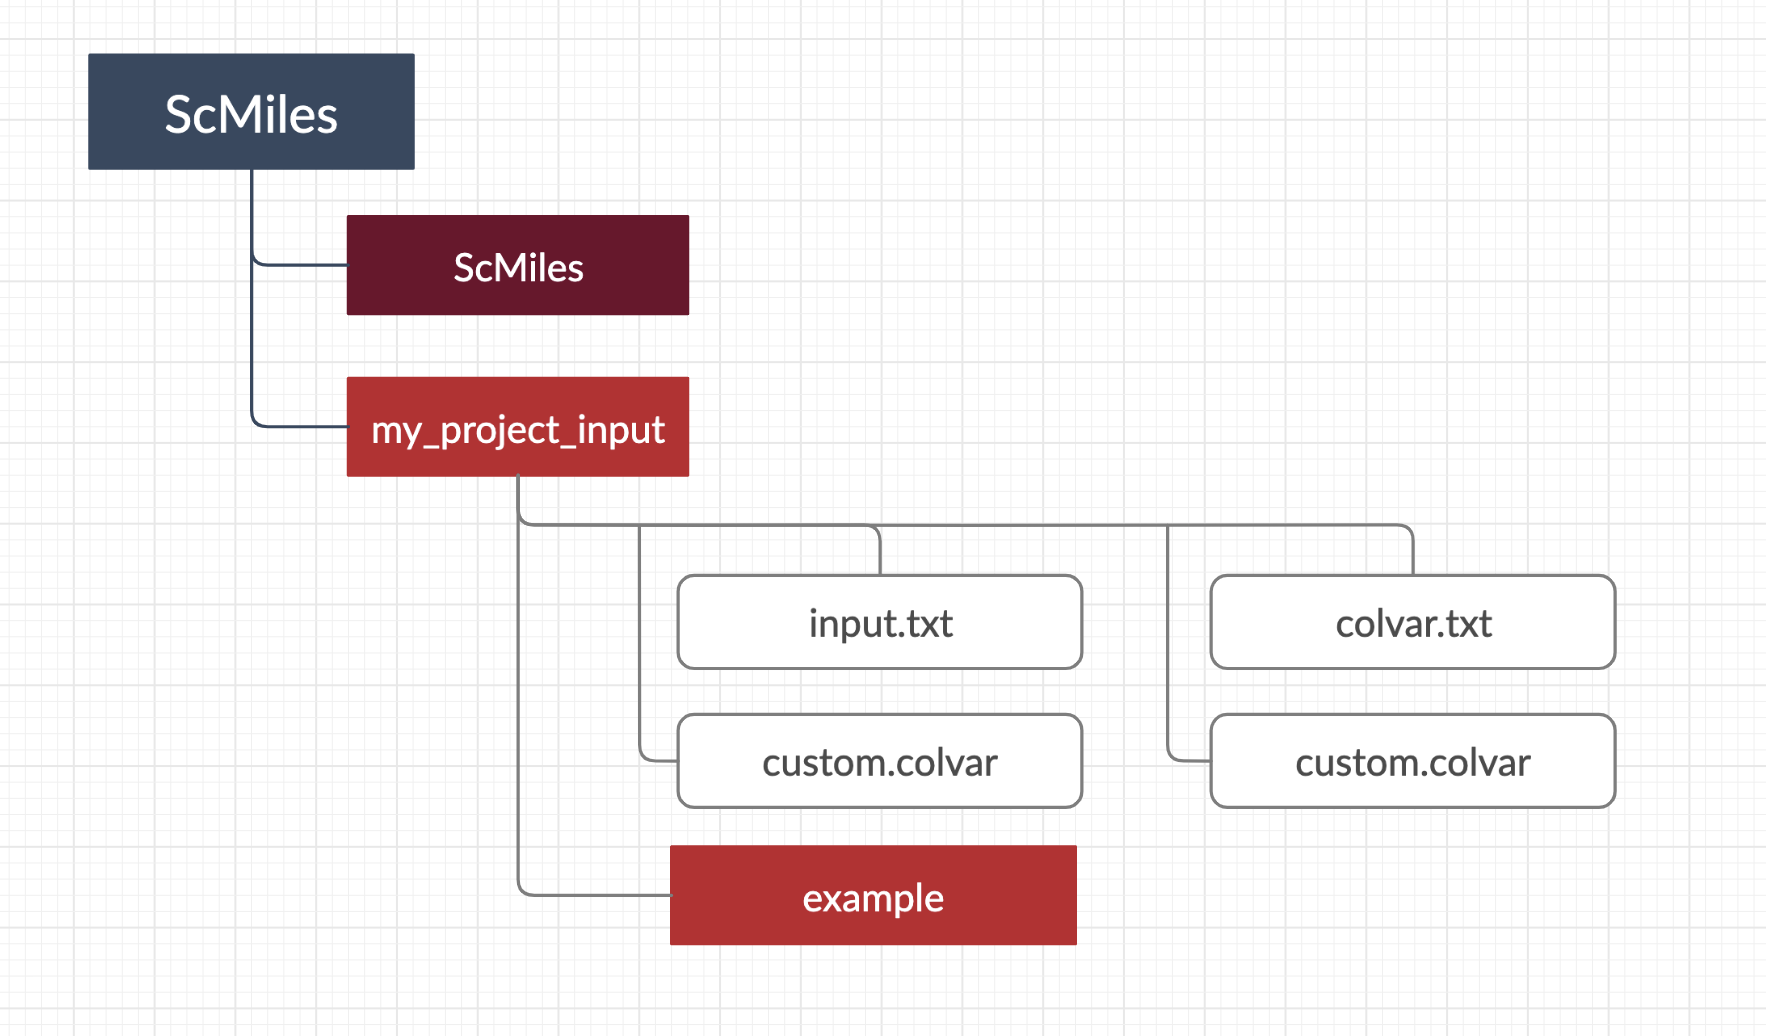 ScMiles
ScMiles
my_project_input
input.txt
colvar.txt
custom.colvar
custom.colvar
example